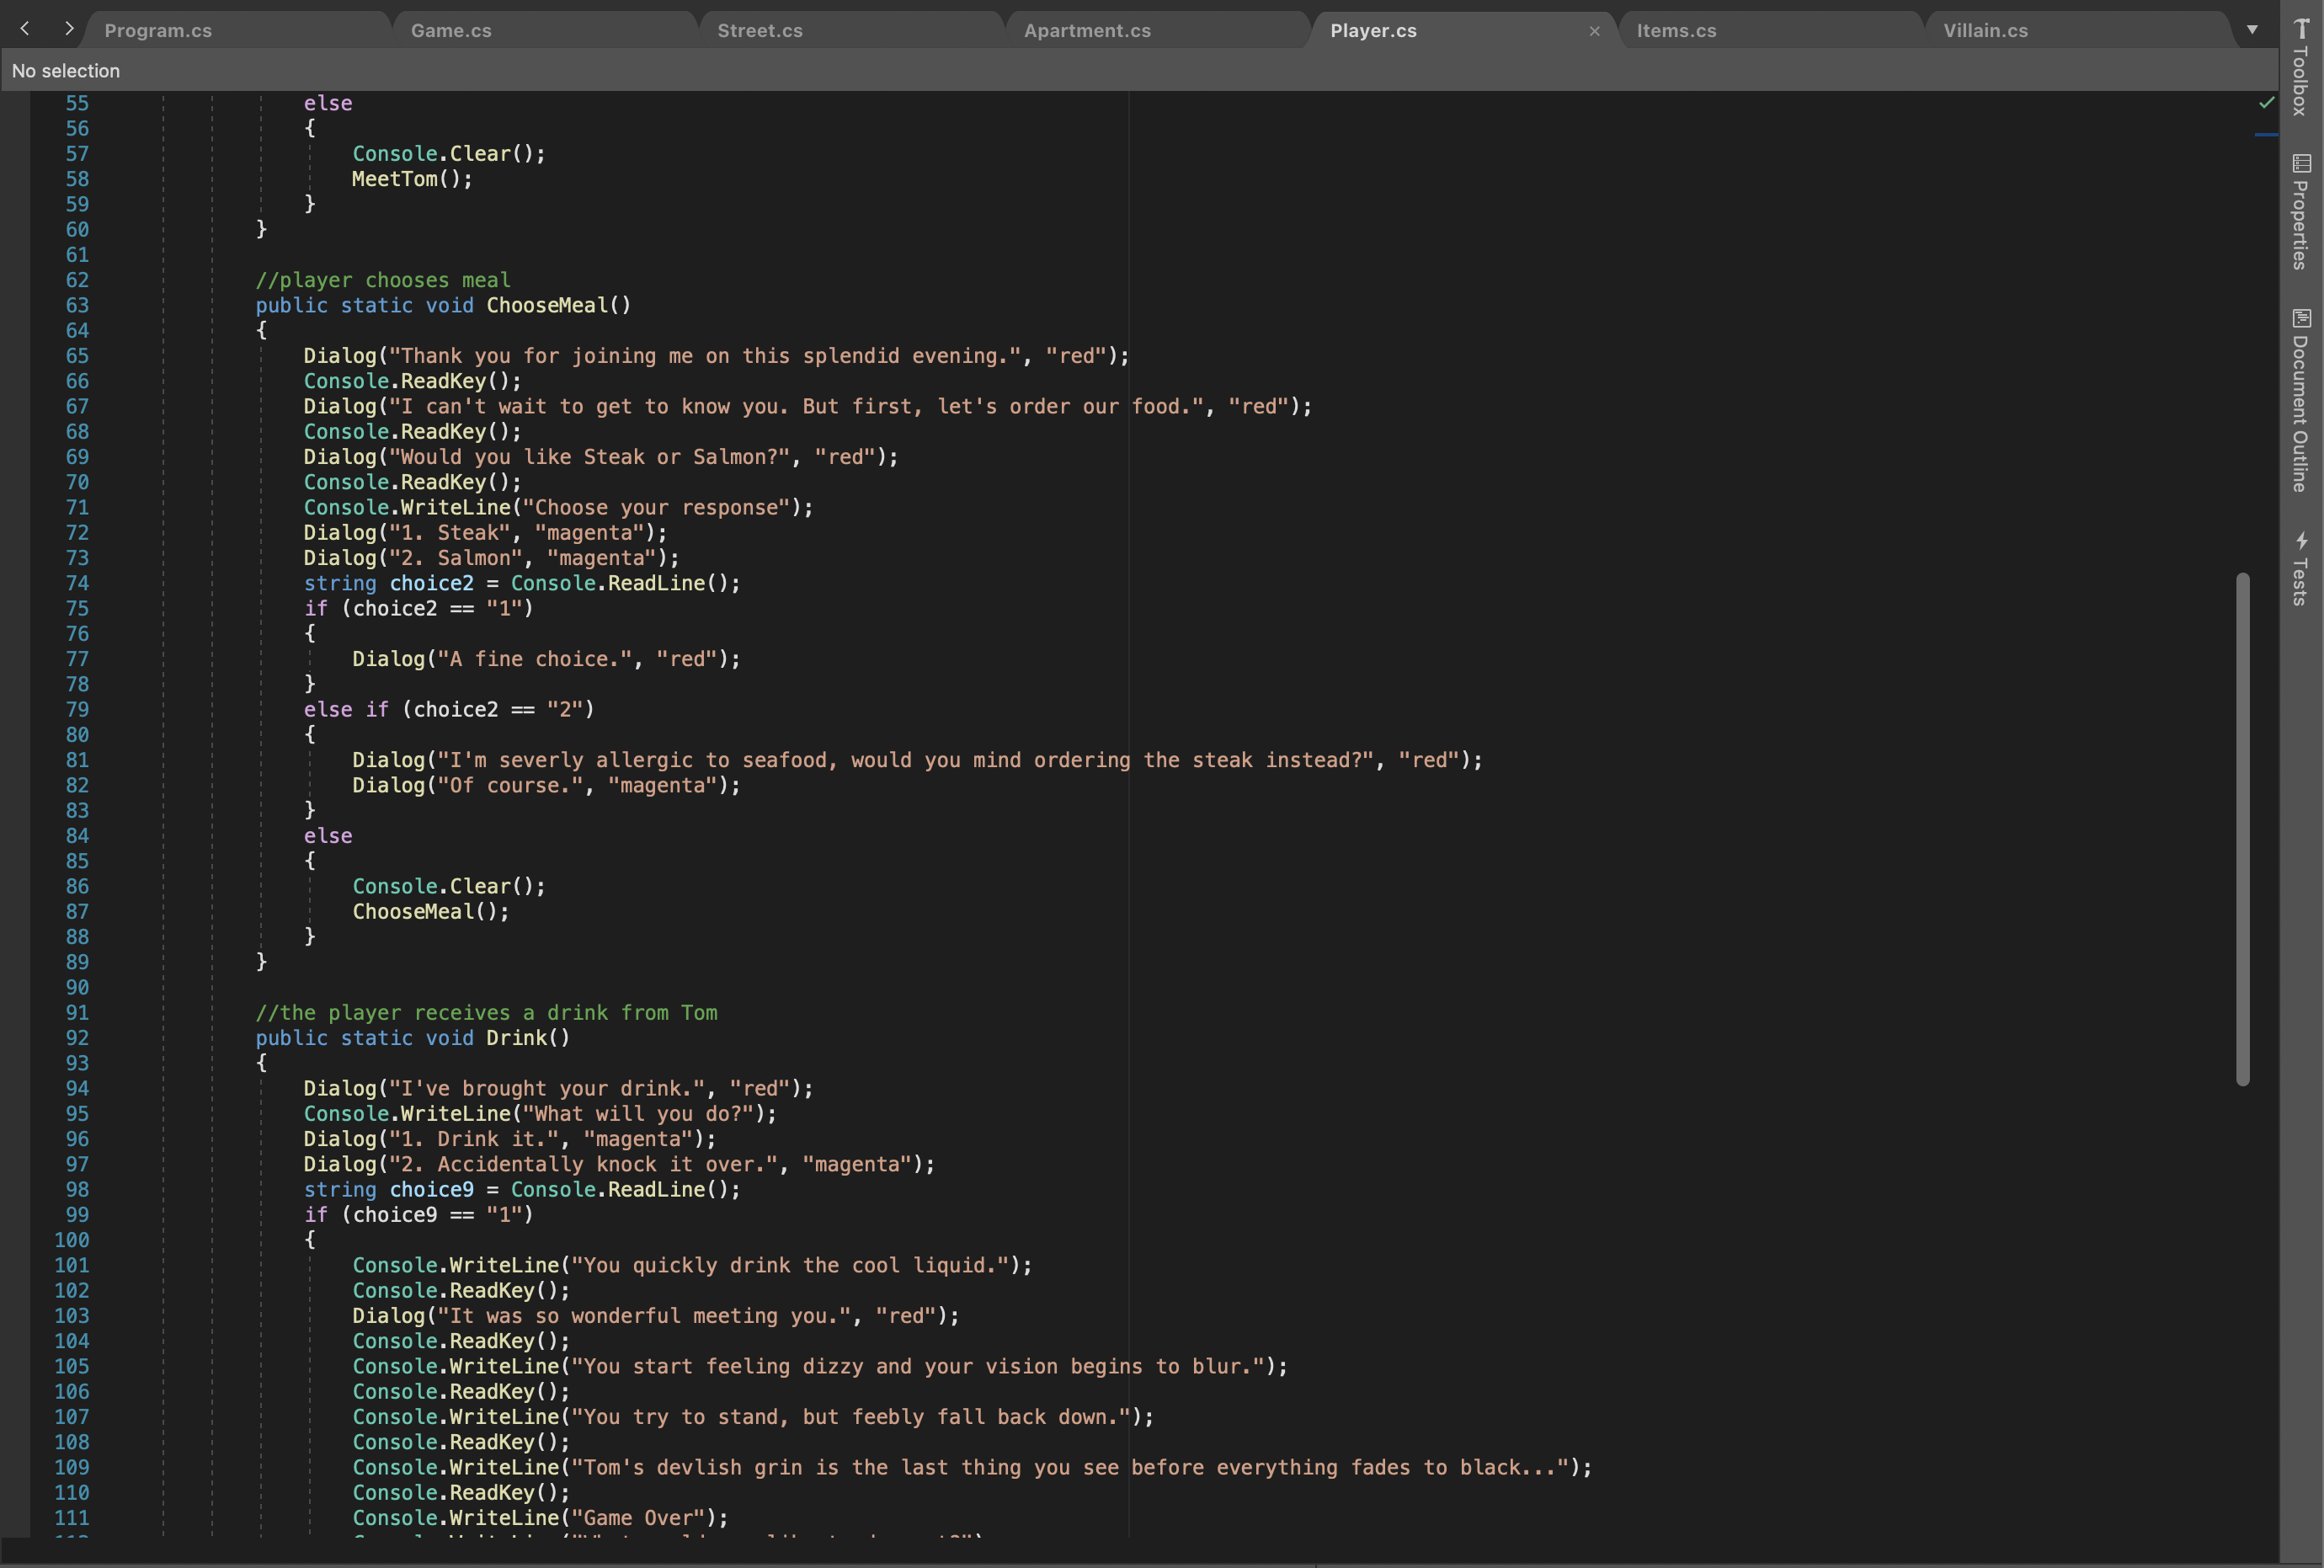 Program.cs Game.cs Street.cs Apartment.cs Player.cs Items.cs Villain.cs
No selection
55 else
56 {
57 Console.Clear();
58 MeetTom();
59 }
60 }
61
62 //player chooses meal
63 public static void ChooseMeal()
64 {
65 Dialog("Thank you for joining me on this splendid evening.", "red");
66 Console.ReadKey();
67 Dialog("I can't wait to get to know you. But first, let's order our food.", "red");
68 Console.ReadKey();
69 Dialog("Would you like Steak or Salmon?", "red");
70 Console.ReadKey();
71 Console.WriteLine("Choose your response");
72 Dialog("1. Steak", "magenta");
73 Dialog("2. Salmon", "magenta");
74 string choice2 = Console.ReadLine();
75 if (choice2 == "1")
76 {
77 Dialog("A fine choice.", "red");
78 }
79 else if (choice2 == "2")
80 {
81 Dialog("I'm severly allergic to seafood, would you mind ordering the steak instead?", "red");
82 Dialog("Of course.", "magenta");
83 }
84 else
85 {
86 Console.Clear();
87 ChooseMeal();
88 }
89 }
90
91 //the player receives a drink from Tom
92 public static void Drink()
93 {
94 Dialog("I've brought your drink.", "red");
95 Console.WriteLine("What will you do?");
96 Dialog("1. Drink it.", "magenta");
97 Dialog("2. Accidentally knock it over.", "magenta");
98 string choice9 = Console.ReadLine();
99 if (choice9 == "1")
100 {
101 Console.WriteLine("You quickly drink the cool liquid.");
102 Console.ReadKey();
103 Dialog("It was so wonderful meeting you.", "red");
104 Console.ReadKey();
105 Console.WriteLine("You start feeling dizzy and your vision begins to blur.");
106 Console.ReadKey();
107 Console.WriteLine("You try to stand, but feebly fall back down.");
108 Console.ReadKey();
109 Console.WriteLine("Tom's devlish grin is the last thing you see before everything fades to black...");
110 Console.ReadKey();
111 Console.WriteLine("Game Over");
Toolbox
Properties
Document Outline
Tests